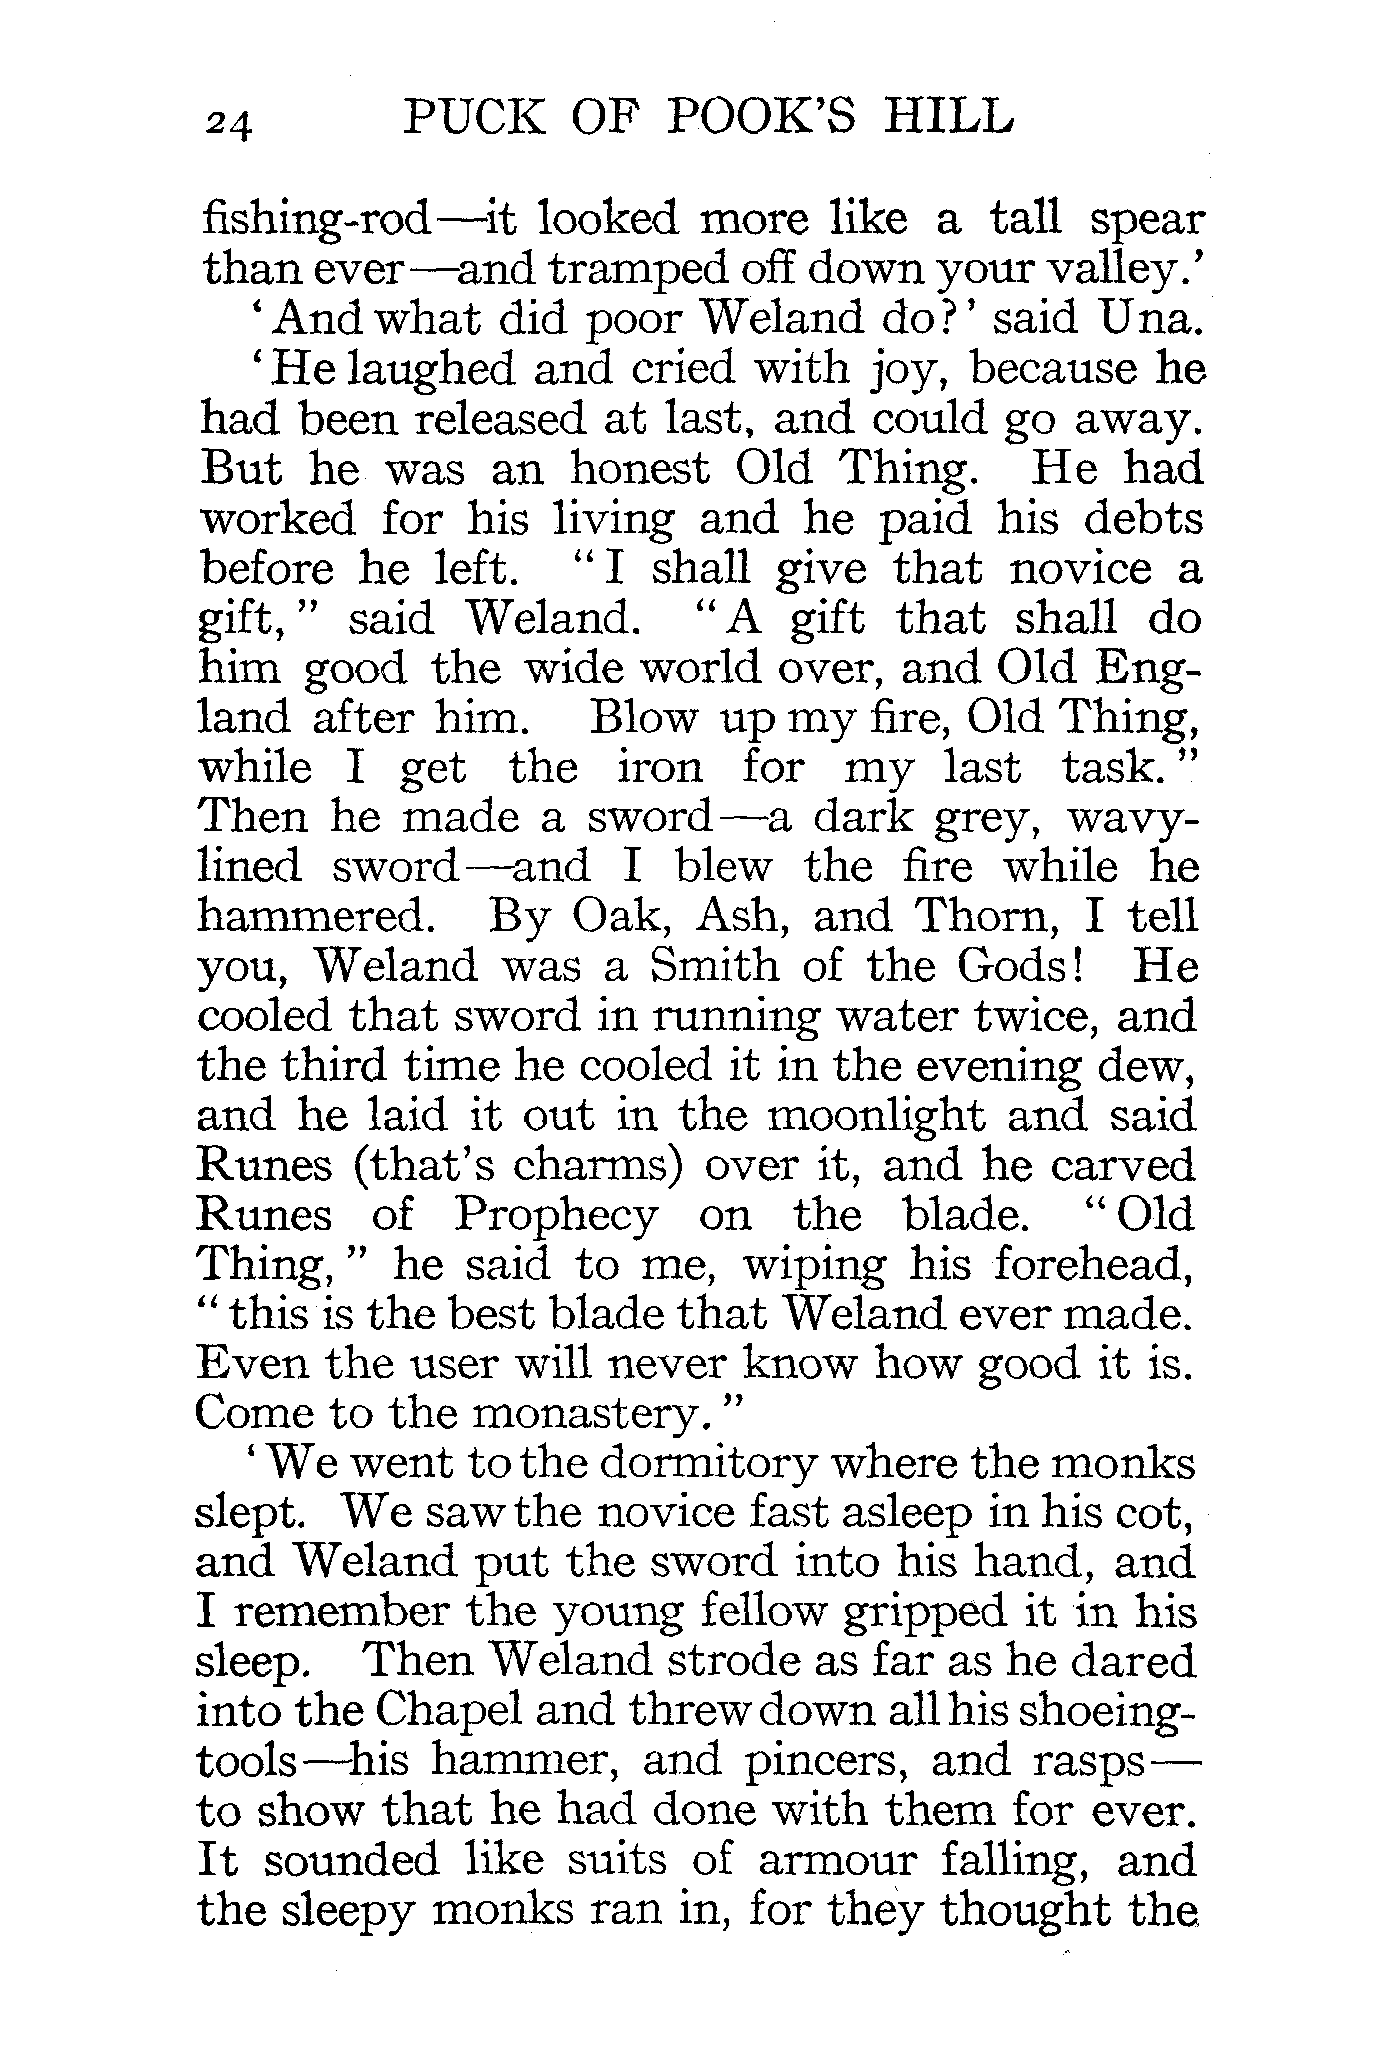 24 PUCK OF POOK'S HILL
fishing-rod—it looked more like a tall spear
than ever—and tramped off down your valley.'
'And what did poor Weland do?' said Una.
'He laughed and cried with joy, because he
had been released at last, and could go away.
But he was an honest Old Thing. He had
worked for his living and he paid his debts
before he left. "I shall give that novice a
gift," said Weland. "A gift that shall do
him good the wide world over, and Old Eng-
land after him. Blow up my fire, Old Thing,
while I get the iron for my last task."
Then he made a sword—a dark grey, wavy-
lined sword—and I blew the fire while he
hammered. By Oak, Ash, and Thorn, I tell
you, Weland was a Smith of the Gods! He
cooled that sword in running water twice, and
the third time he cooled it in the evening dew,
and he laid it out in the moonlight and said
Runes (that's charms) over it, and he carved
Runes of Prophecy on the blade. "Old
Thing," he said to me, wiping his forehead,
"this is the best blade that Weland ever made.
Even the user will never know how good it is.
Come to the monastery."
'We went to the dormitory where the monks
slept. We saw the novice fast asleep in his cot,
and Weland put the sword into his hand, and
I remember the young fellow gripped it in his
sleep. Then Weland strode as far as he dared
into the Chapel and threw down all his shoeing-
tools—his hammer, and pincers, and rasps—
to show that he had done with them for ever.
It sounded like suits of armour falling, and
the sleepy monks ran in, for they thought the